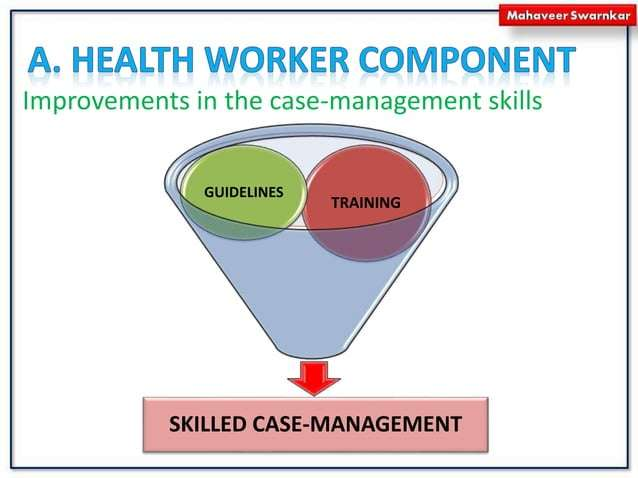 Mahaveer Swarnkar
A. HEALTH WORKER COMPONENT
Improvements in the case-management skills
GUIDELINES
TRAINING
SKILLED CASE-MANAGEMENT